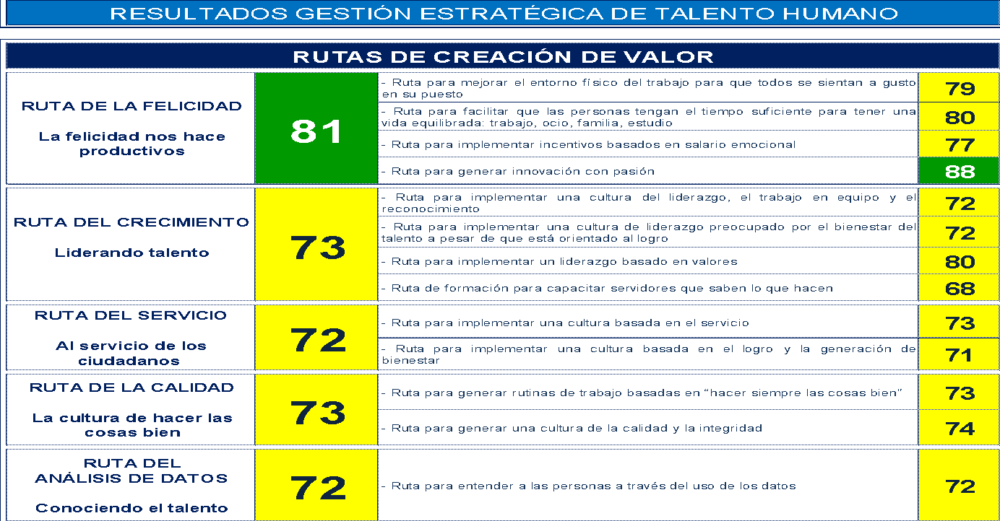 RESULTADOS GESTIÓN ESTRATÉGICA DE TALENTO HUMANO
RUTAS DE CREACIÓN DE VALOR
RUTA DE LA FELICIDAD
La felicidad nos hace
productivos
81
- Ruta para mejorar el entorno físico del trabajo para que todos se sientan a gusto
en su puesto
79
- Ruta para facilitar que las personas tengan el tiempo suficiente para tener una
vida equilibrada: trabajo, ocio, familia, estudio
80
- Ruta para implementar incentivos basados en salario emocional
77
- Ruta para generar innovación con pasión
88
RUTA DEL CRECIMIENTO
Liderando talento
73
- Ruta para implementar una cultura del liderazgo, el trabajo en equipo y el
reconocimiento
72
- Ruta para implementar una cultura de liderazgo preocupado por el bienestar del
talento a pesar de que está orientado al logro
72
- Ruta para implementar un liderazgo basado en valores
80
- Ruta de formación para capacitar servidores que saben lo que hacen
68
RUTA DEL SERVICIO
Al servicio de los
ciudadanos
72
- Ruta para implementar una cultura basada en el servicio
73
- Ruta para implementar una cultura basada en el logro y la generación de
bienestar
71
RUTA DE LA CALIDAD
La cultura de hacer las
cosas bien
73
- Ruta para generar rutinas de trabajo basadas en “hacer siempre las cosas bien”
73
- Ruta para generar una cultura de la calidad y la integridad
74
RUTA DEL
ANÁLISIS DE DATOS
Conociendo el talento
72
- Ruta para entender a las personas a través del uso de los datos
72